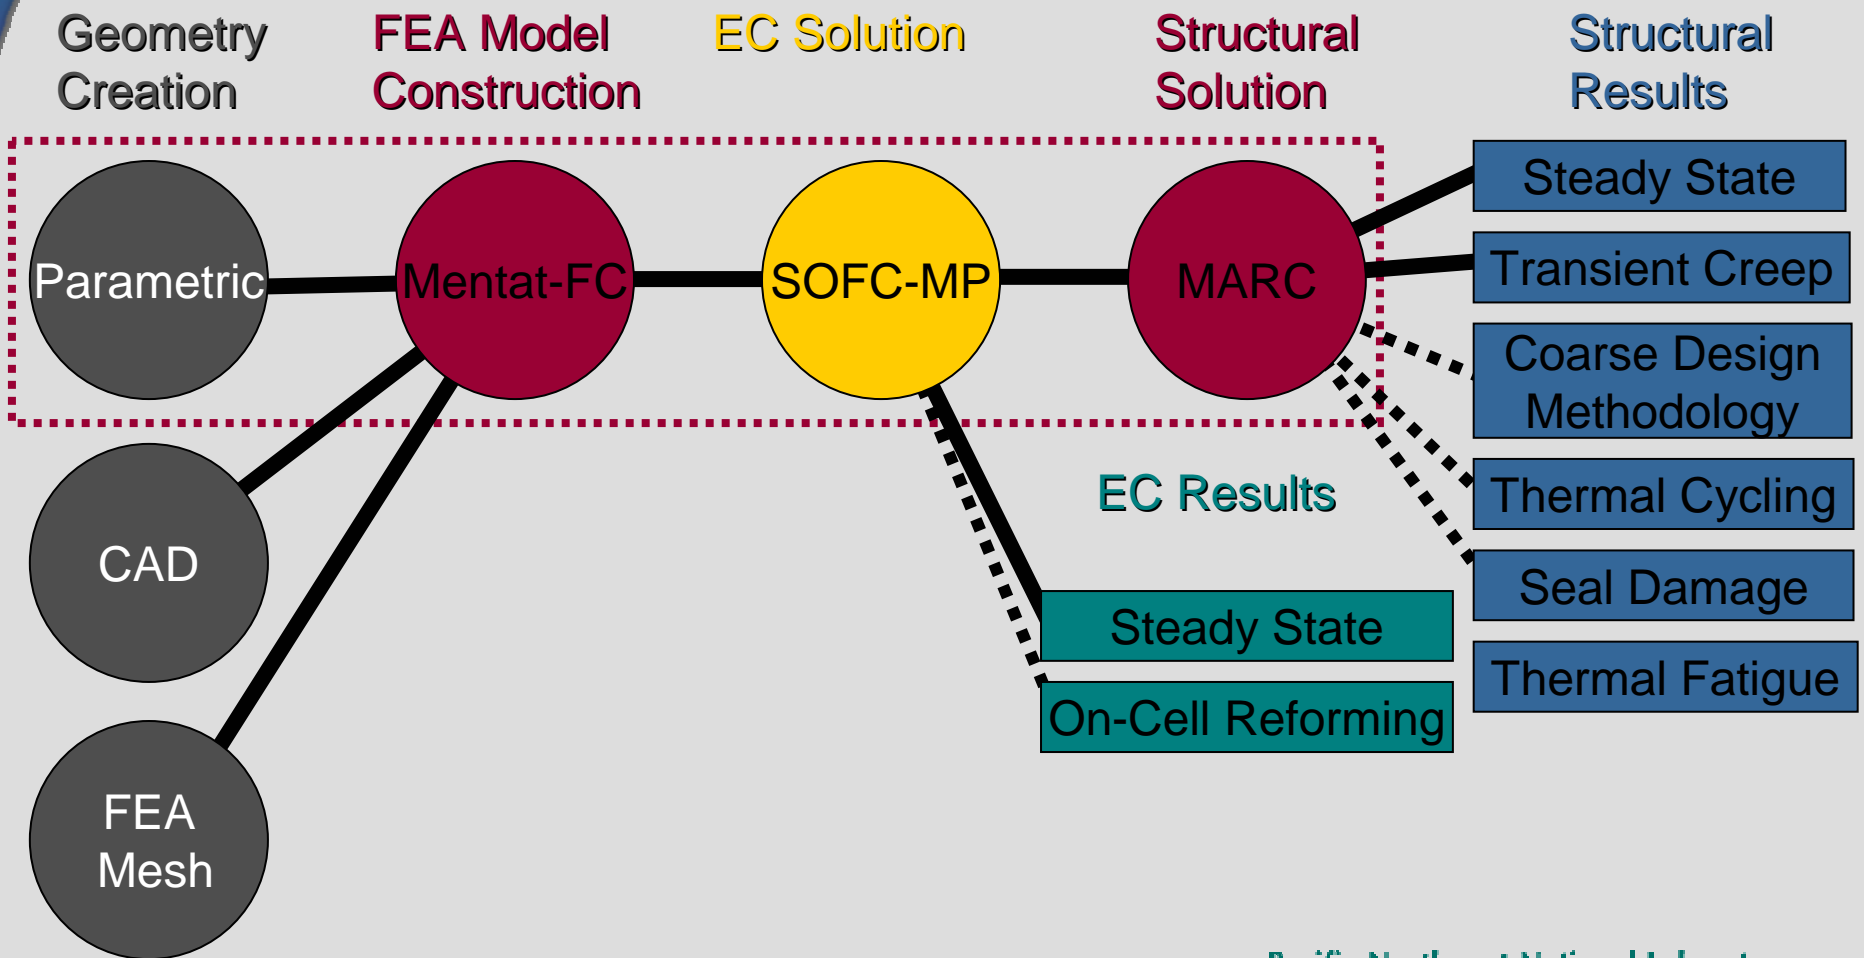 Geometry
Creation
FEA Model
Construction
EC Solution
Structural
Solution
Structural
Results
Parametric
Mentat-FC
SOFC-MP
MARC
Steady State
Transient Creep
Coarse Design
Methodology
Thermal Cycling
Seal Damage
Thermal Fatigue
EC Results
Steady State
On-Cell Reforming
CAD
FEA
Mesh